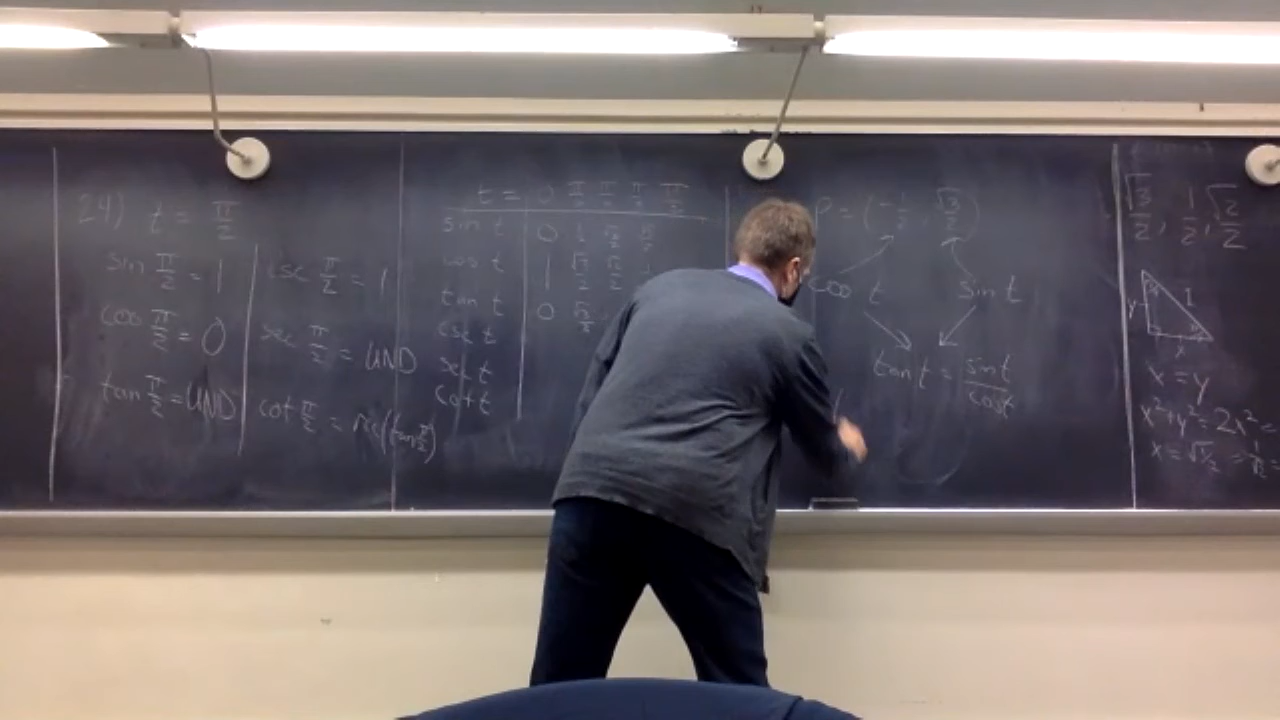 24) t = π/2
sin π/2 = 1
cos π/2 = 0
tan π/2 = UND
csc π/2 = 1
sec π/2 = UND
cot π/2 = rec(tan π/2)
t = 0 π/6 π/4 π/3 π/2
sin t 0 1/2 √2/2 √3/2
cos t 1 √3/2 √2/2
tan t 0 √3/3
csc t
sec t
cot t
P = (-1/2, √3/2)
cos t sin t
tan t = sin t/cos t
√3/2, 1/2, √2/2
y 1
x
x = y
x²+y² = 2x² =
x = √1/2 = 1/√2 =